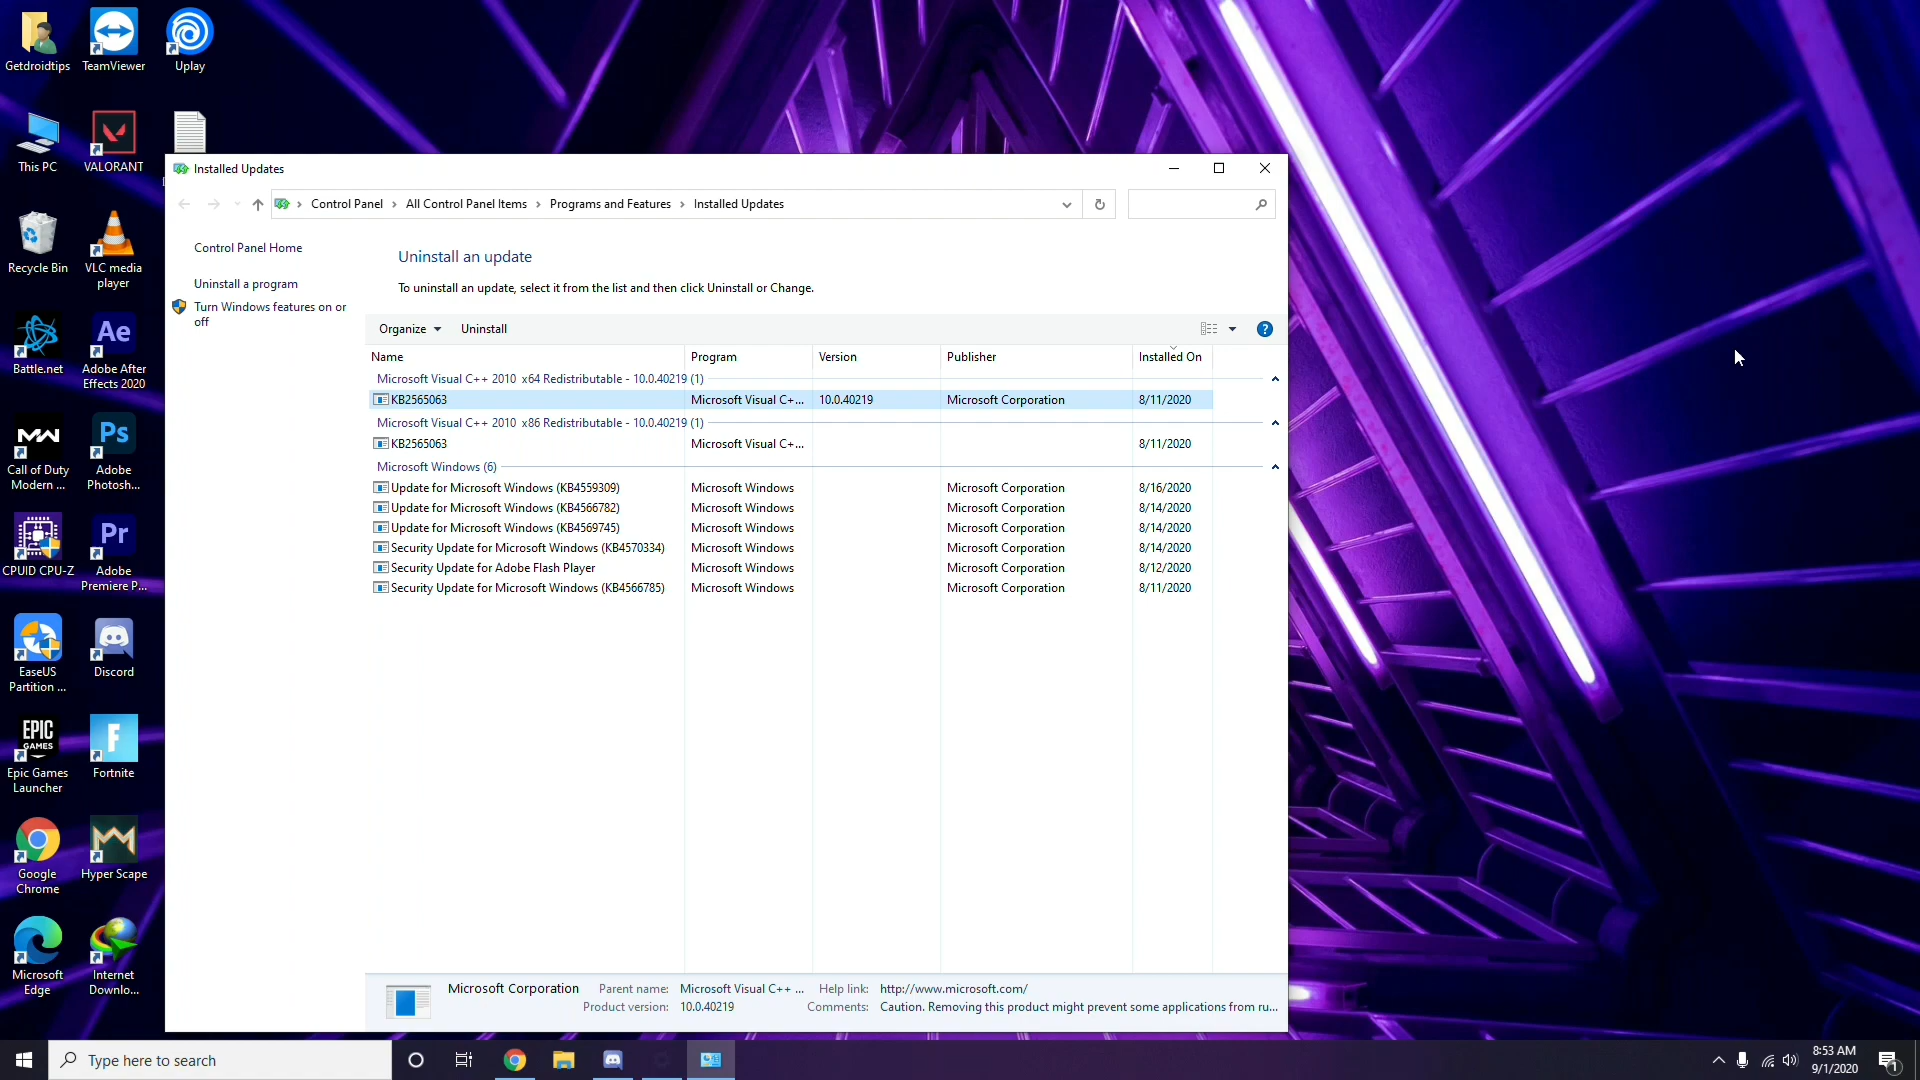 Getdroidtips
TeamViewer
Uplay
This PC
VALORANT
Recycle Bin
VLC media
player
Battle.net
Ae
Adobe After
Effects 2020
MW
Call of Duty
Modern ...
Ps
Adobe
Photosh...
CPUID CPU-Z
Pr
Adobe
Premiere P...
EaseUS
Partition ...
Discord
EPIC
GAMES
Epic Games
Launcher
F
Fortnite
Google
Chrome
Hyper Scape
Microsoft
Edge
Internet
Downlo...
Installed Updates
Control Panel > All Control Panel Items > Programs and Features > Installed Updates
Control Panel Home
Uninstall a program
Turn Windows features on or
off
Uninstall an update
To uninstall an update, select it from the list and then click Uninstall or Change.
Organize Uninstall ?
Name Program Version Publisher Installed On
Microsoft Visual C++ 2010 x64 Redistributable - 10.0.40219 (1)
KB2565063 Microsoft Visual C+... 10.0.40219 Microsoft Corporation 8/11/2020
Microsoft Visual C++ 2010 x86 Redistributable - 10.0.40219 (1)
KB2565063 Microsoft Visual C+... 8/11/2020
Microsoft Windows (6)
Update for Microsoft Windows (KB4559309) Microsoft Windows Microsoft Corporation 8/16/2020
Update for Microsoft Windows (KB4566782) Microsoft Windows Microsoft Corporation 8/14/2020
Update for Microsoft Windows (KB4569745) Microsoft Windows Microsoft Corporation 8/14/2020
Security Update for Microsoft Windows (KB4570334) Microsoft Windows Microsoft Corporation 8/14/2020
Security Update for Adobe Flash Player Microsoft Windows Microsoft Corporation 8/12/2020
Security Update for Microsoft Windows (KB4566785) Microsoft Windows Microsoft Corporation 8/11/2020
Microsoft Corporation Parent name: Microsoft Visual C++ ... Help link: http://www.microsoft.com/
Product version: 10.0.40219 Comments: Caution. Removing this product might prevent some applications from ru...
Type here to search
8:53 AM
9/1/2020
1